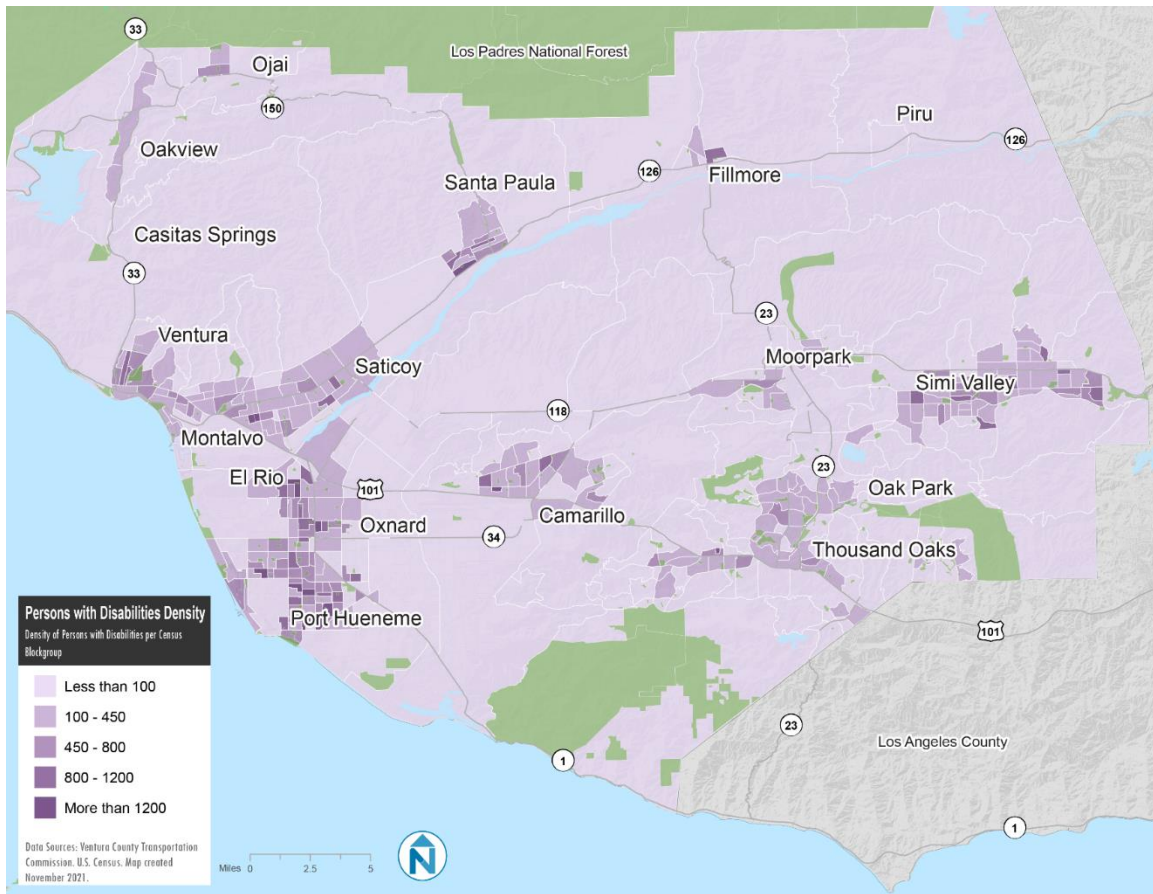 33
Los Padres National Forest
Ojai
150
Piru
126
Oakview
126
Santa Paula
Fillmore
Casitas Springs
33
23
Ventura
Saticoy
Moorpark
Simi Valley
118
Montalvo
El Rio
101
23
Oak Park
Oxnard
34
Camarillo
Thousand Oaks
Port Hueneme
101
23
Los Angeles County
1
1
Persons with Disabilities Density
Density of Persons with Disabilities per Census
Blockgroup
Less than 100
100 - 450
450 - 800
800 - 1200
More than 1200
Data Sources: Ventura County Transportation
Commission. U.S. Census. Map created
November 2021.
Miles 0 2.5 5
N